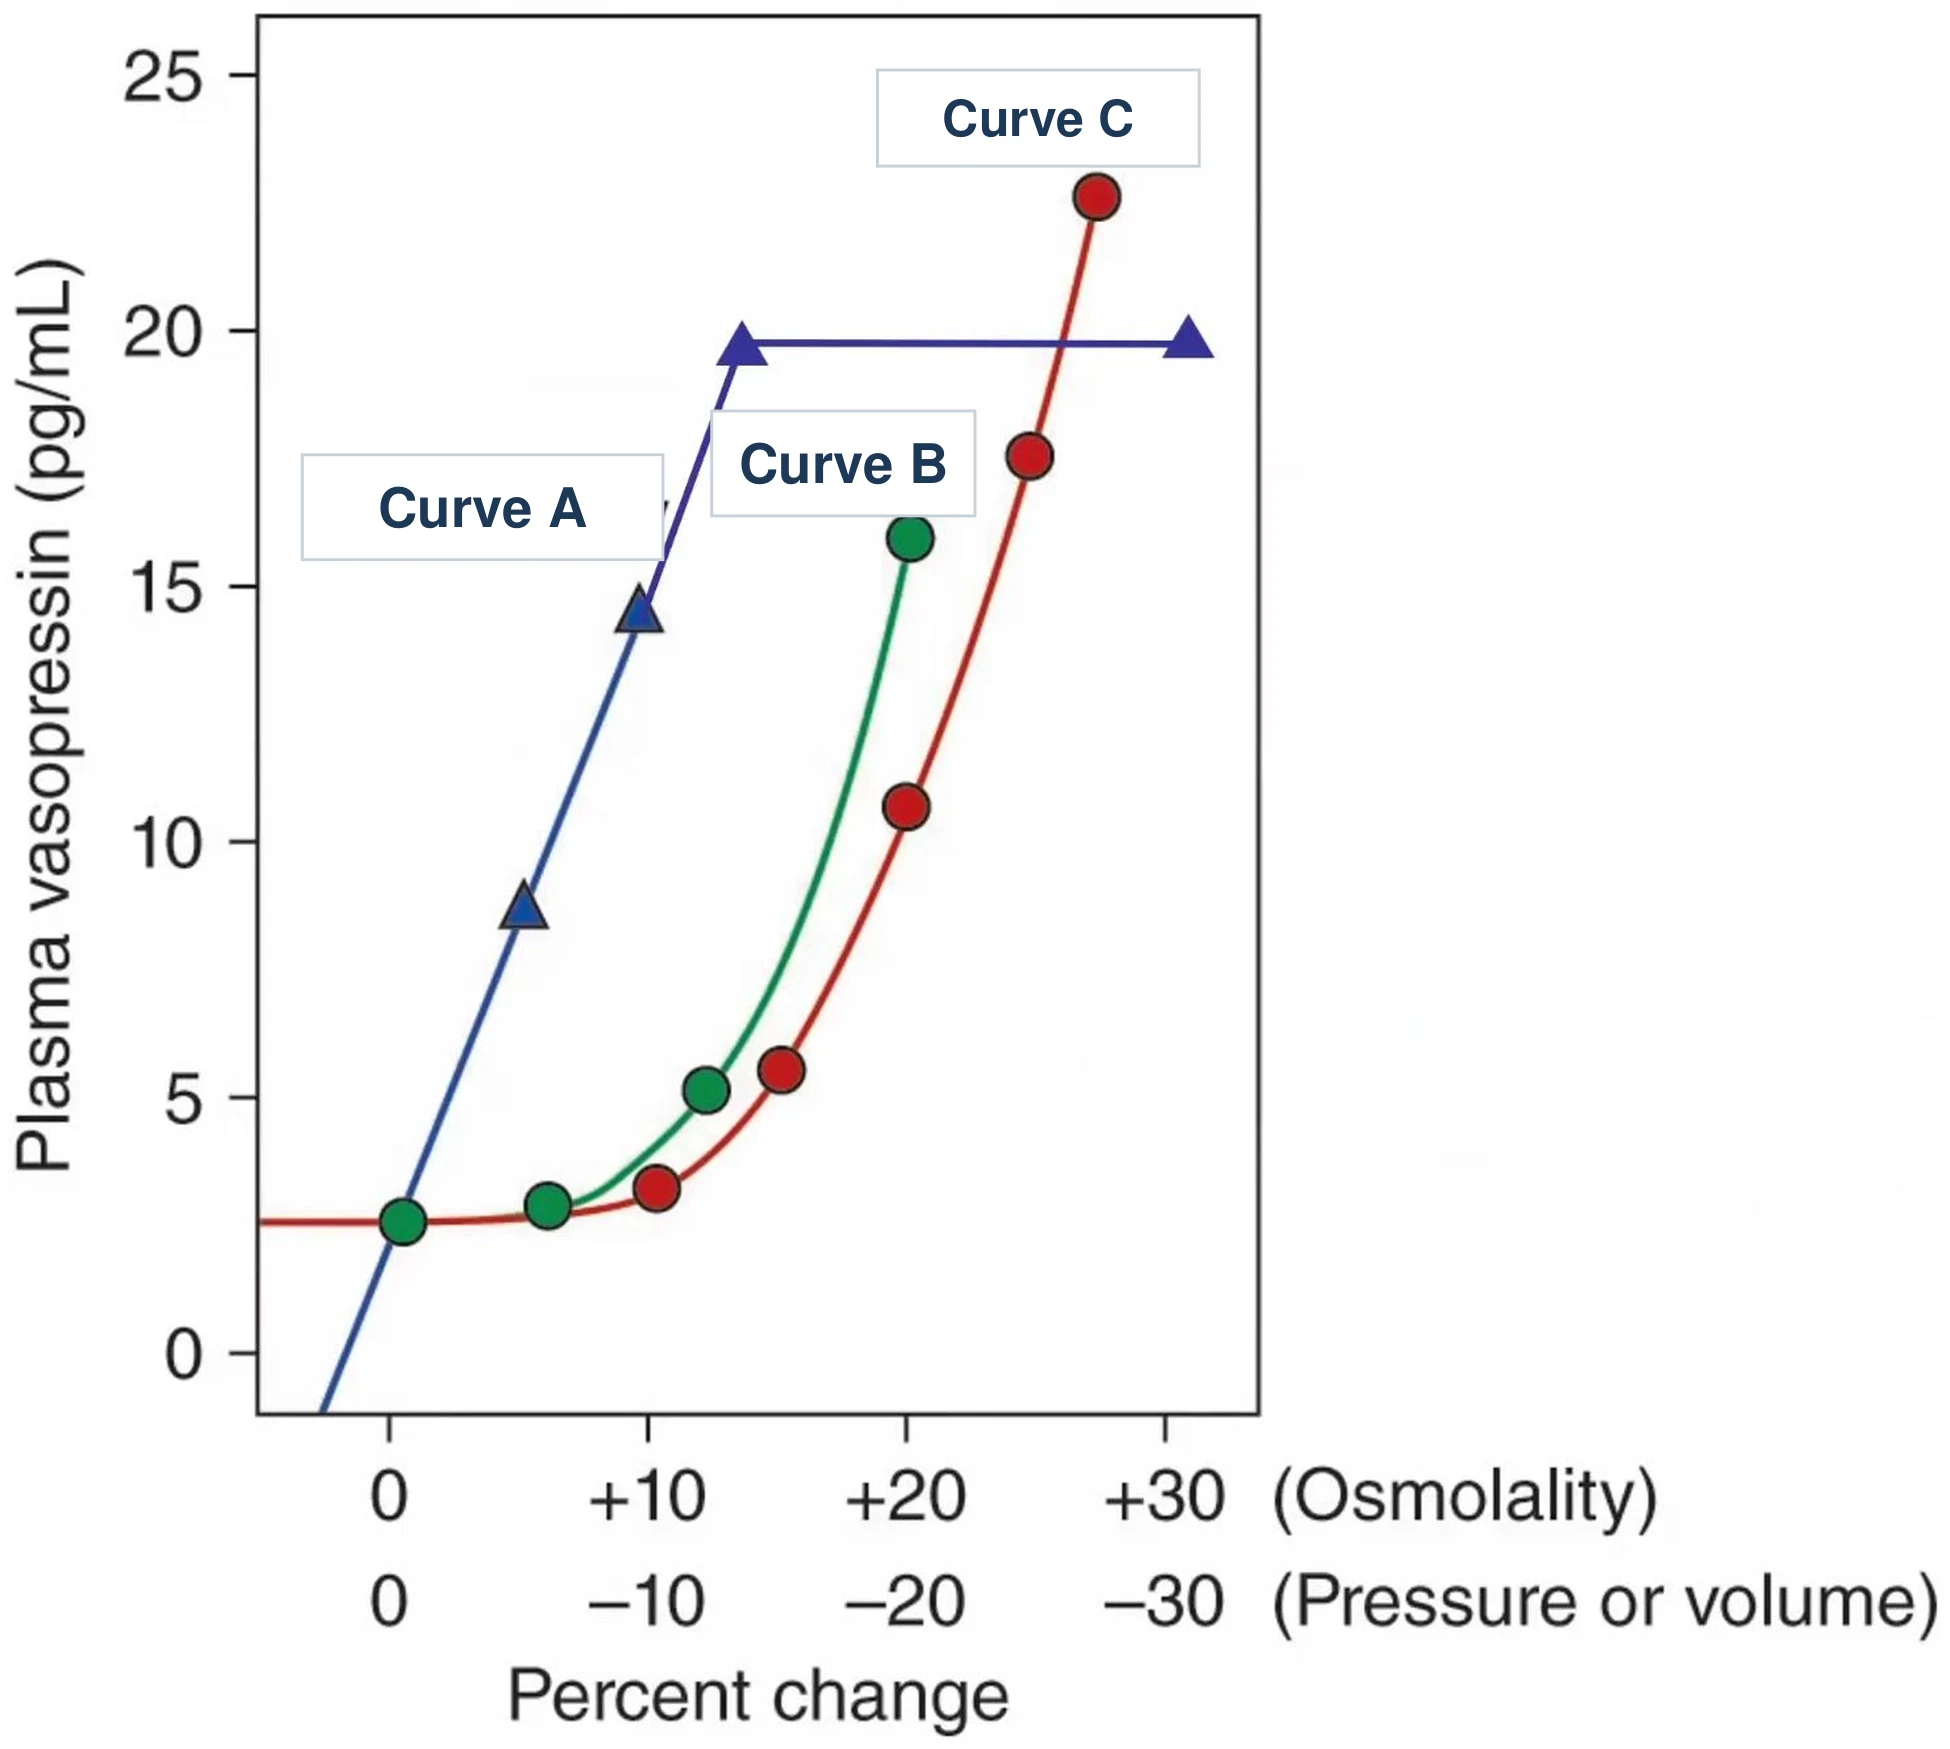 25
Curve C
20
Curve B
Curve A
15
10
5
0
Plasma vasopressin (pg/mL)
0 +10 +20 +30 (Osmolality)
0 –10 –20 –30 (Pressure or volume)
Percent change